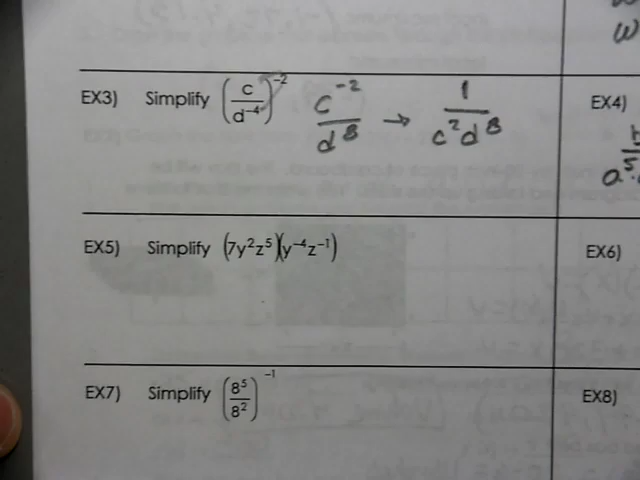 w
EX3) Simplify (c/d⁻⁴)⁻² c⁻²/d⁸ → 1/c²d⁸ EX4)
EX5) Simplify (7y²z⁵)(y⁻⁴z⁻¹) EX6)
EX7) Simplify (8⁵/8²)⁻¹ EX8)